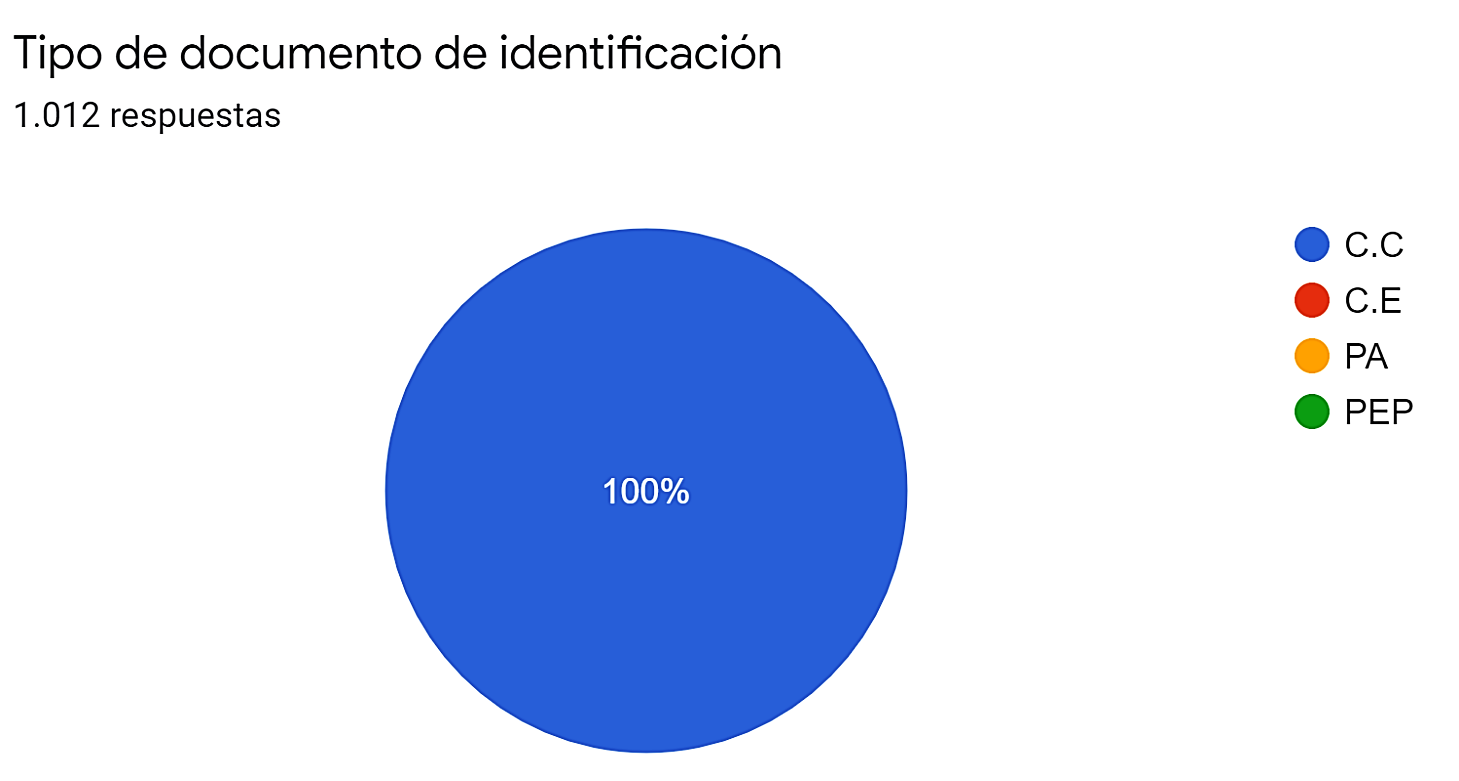 Tipo de documento de identificación
1.012 respuestas
C.C
C.E
PA
PEP
100%